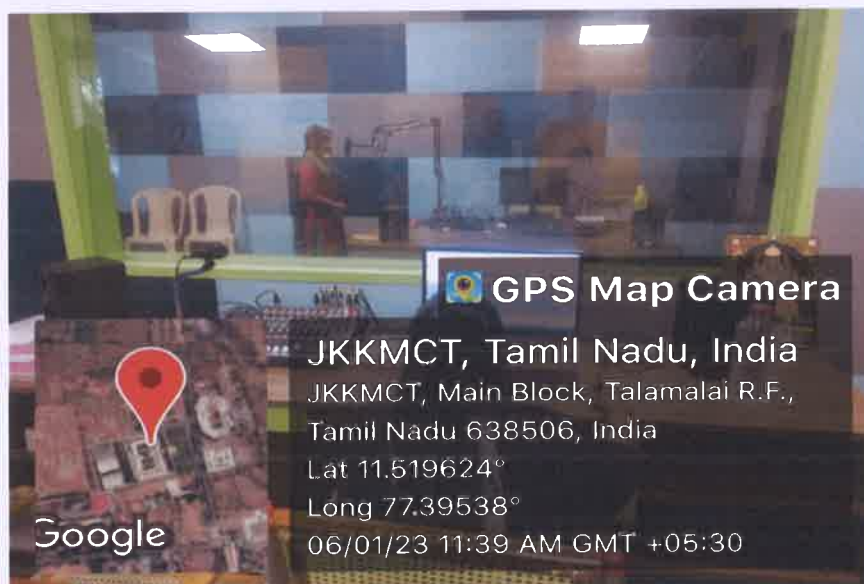 GPS Map Camera
JKKMCT, Tamil Nadu, India
JKKMCT, Main Block, Talamalai R.F.,
Tamil Nadu 638506, India
Lat 11.519624°
Long 77.39538°
06/01/23 11:39 AM GMT +05:30
Google